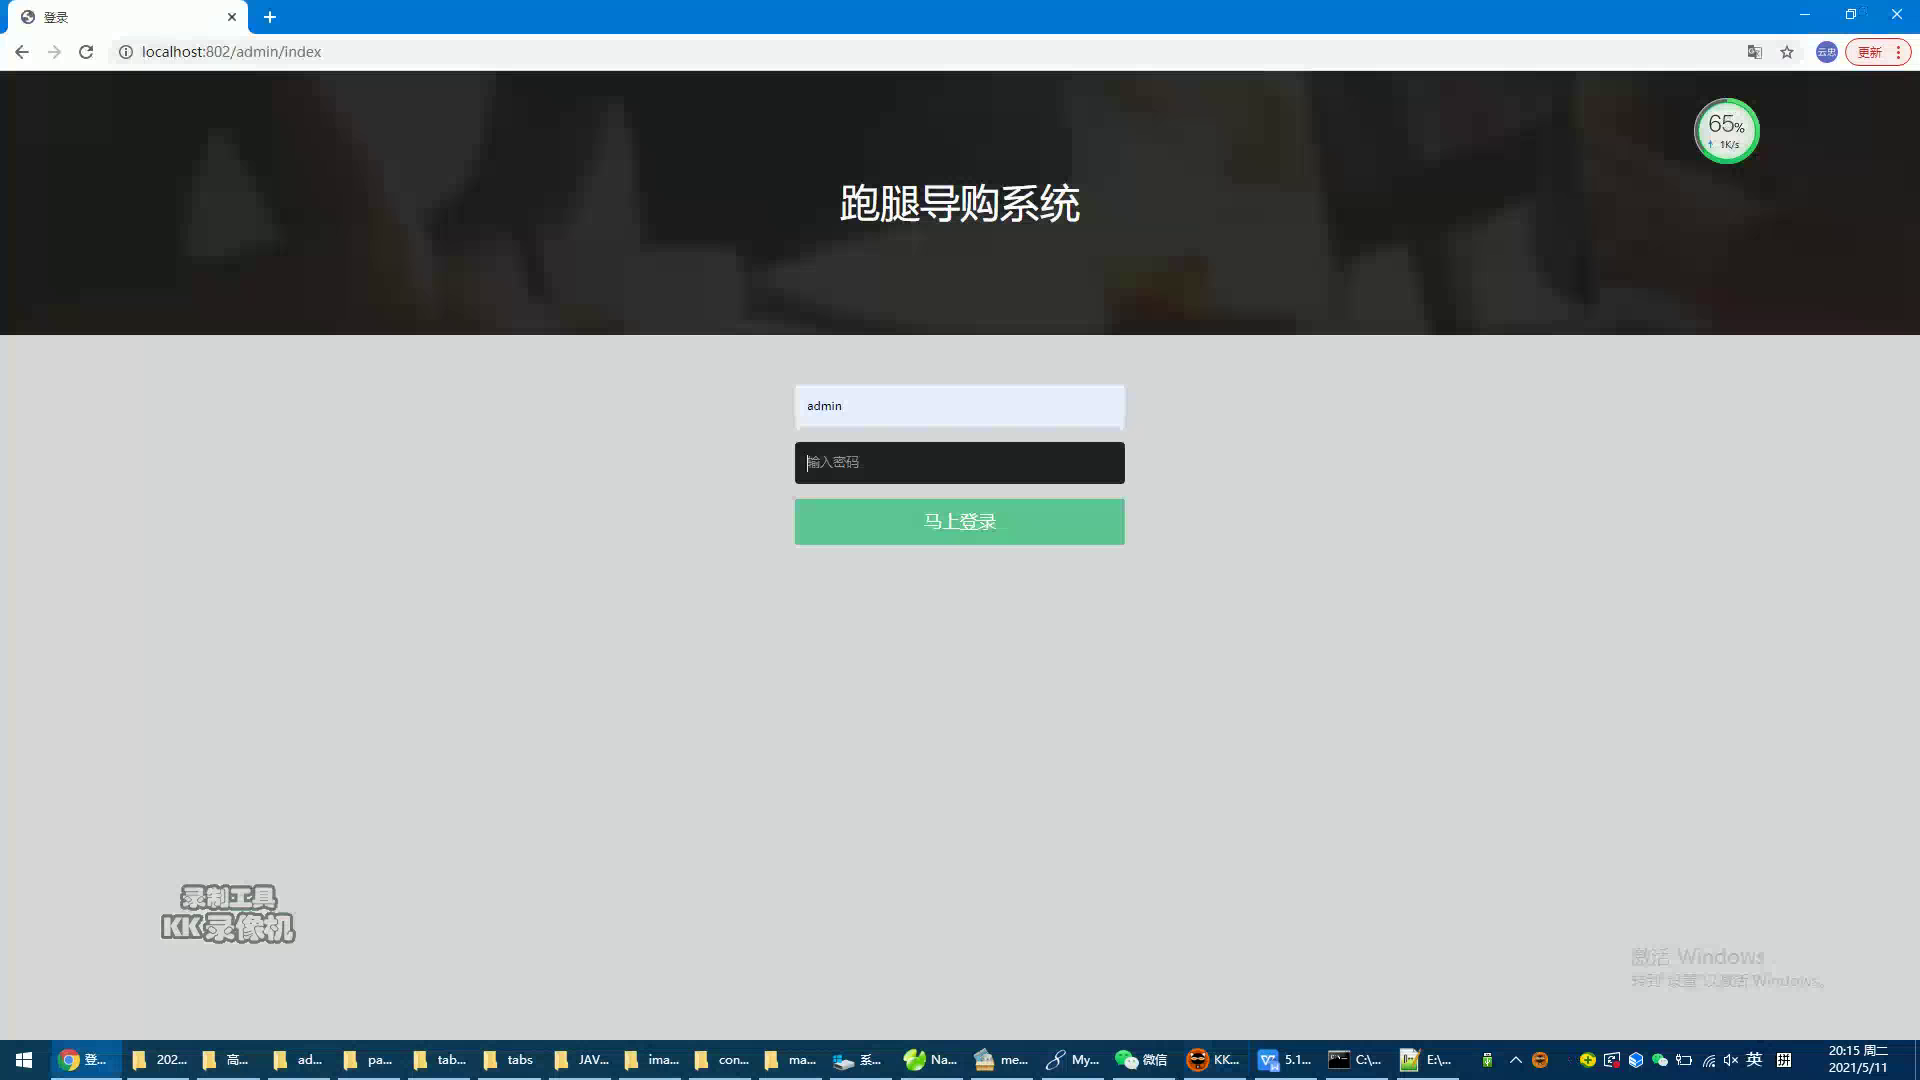 登录
localhost:802/admin/index
云忠
更新
65%
↑ 1K/s
跑腿导购系统
admin
输入密码
马上登录
录制工具
KK录像机
激活 Windows
转到"设置"以激活 Windows。
登...
202...
高...
ad...
pa...
tab...
tabs
JAV...
ima...
con...
ma...
系...
Na...
me...
My...
微信
KK...
5.1...
C:\...
E:\...
英
拼
20:15 周二
2021/5/11